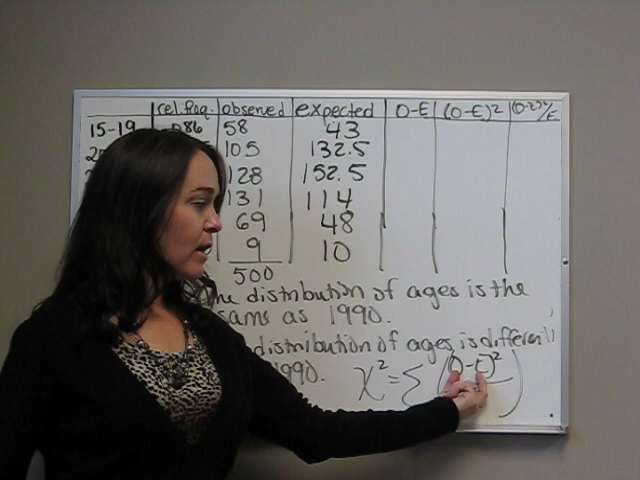 rel.freq. observed expected O-E (O-E)² (O-E)²/E
15-19 .086 58 43
105 132.5
128 152.5
131 114
69 48
9 10
500
The distribution of ages is the
same as 1990.
distribution of ages is different
1990. χ² = Σ (O-E)²